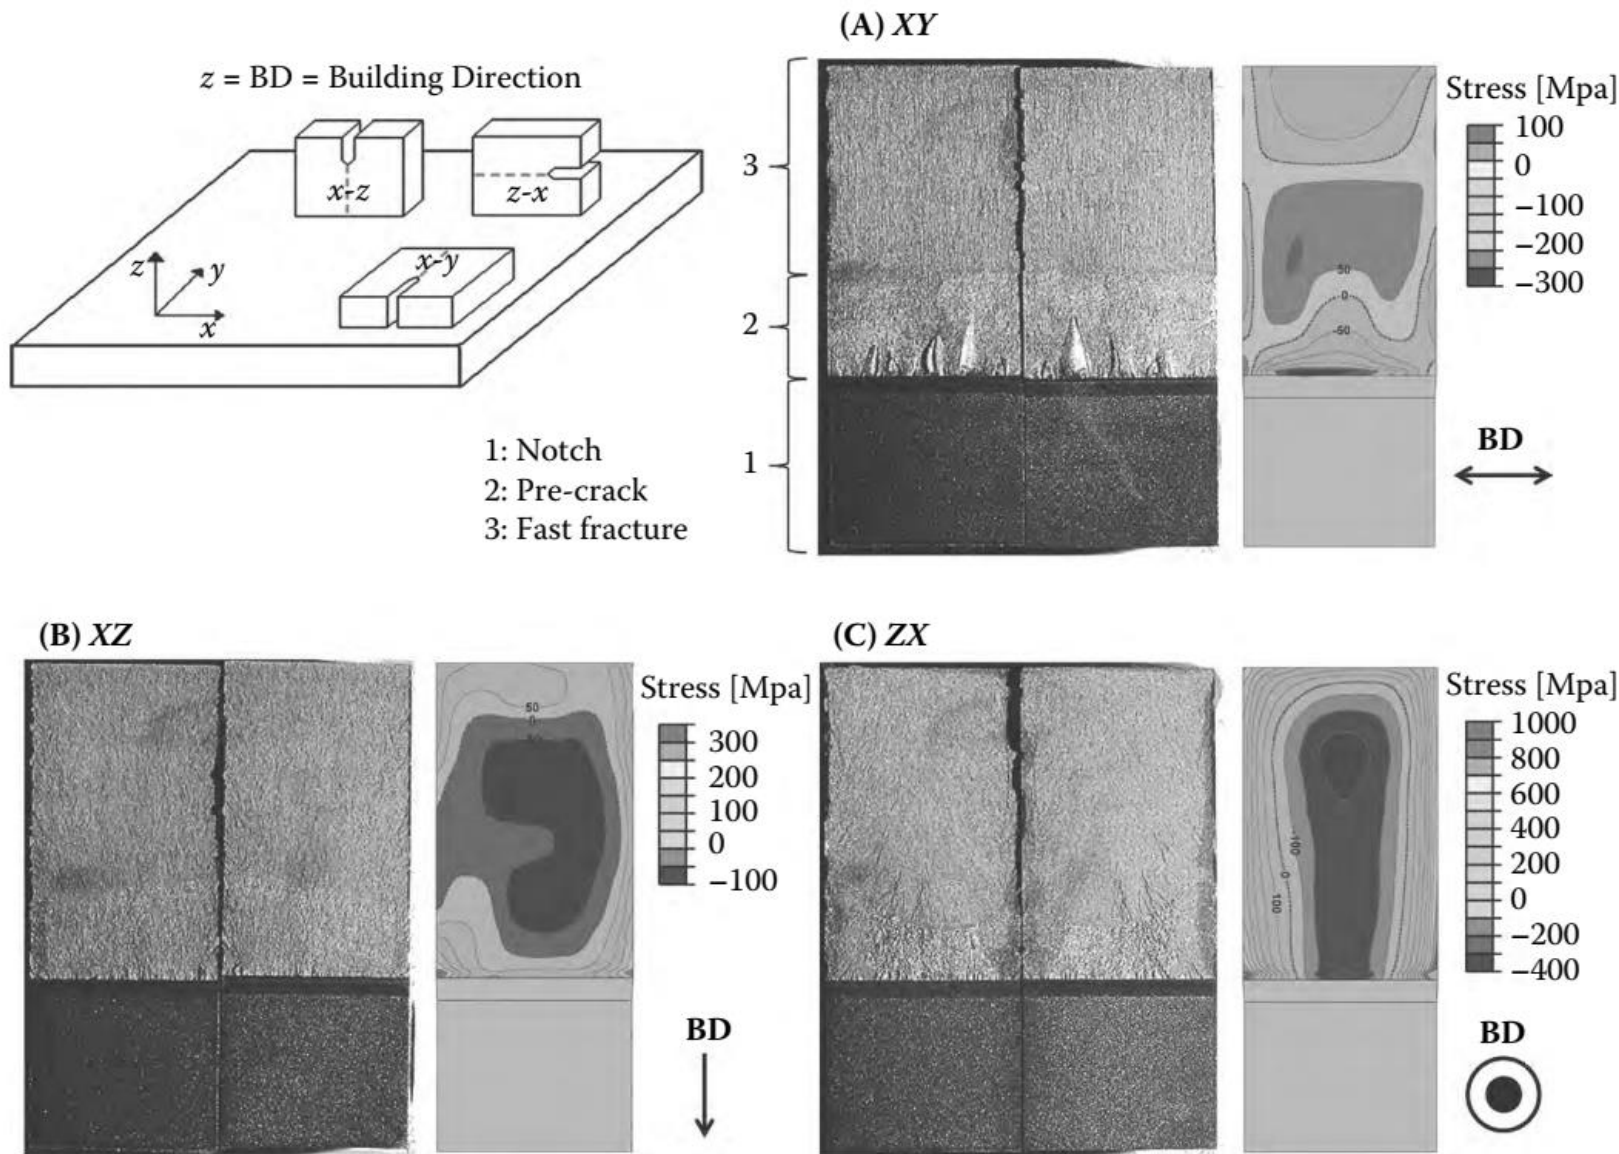 z = BD = Building Direction
x-z
z-x
x-y
z
y
x
1: Notch
2: Pre-crack
3: Fast fracture
(A) XY
3
2
1
50
0
-50
Stress [Mpa]
100
0
−100
−200
−300
BD
(B) XZ
50
0
Stress [Mpa]
300
200
100
0
−100
BD
(C) ZX
-100
0
100
Stress [Mpa]
1000
800
600
400
200
0
−200
−400
BD